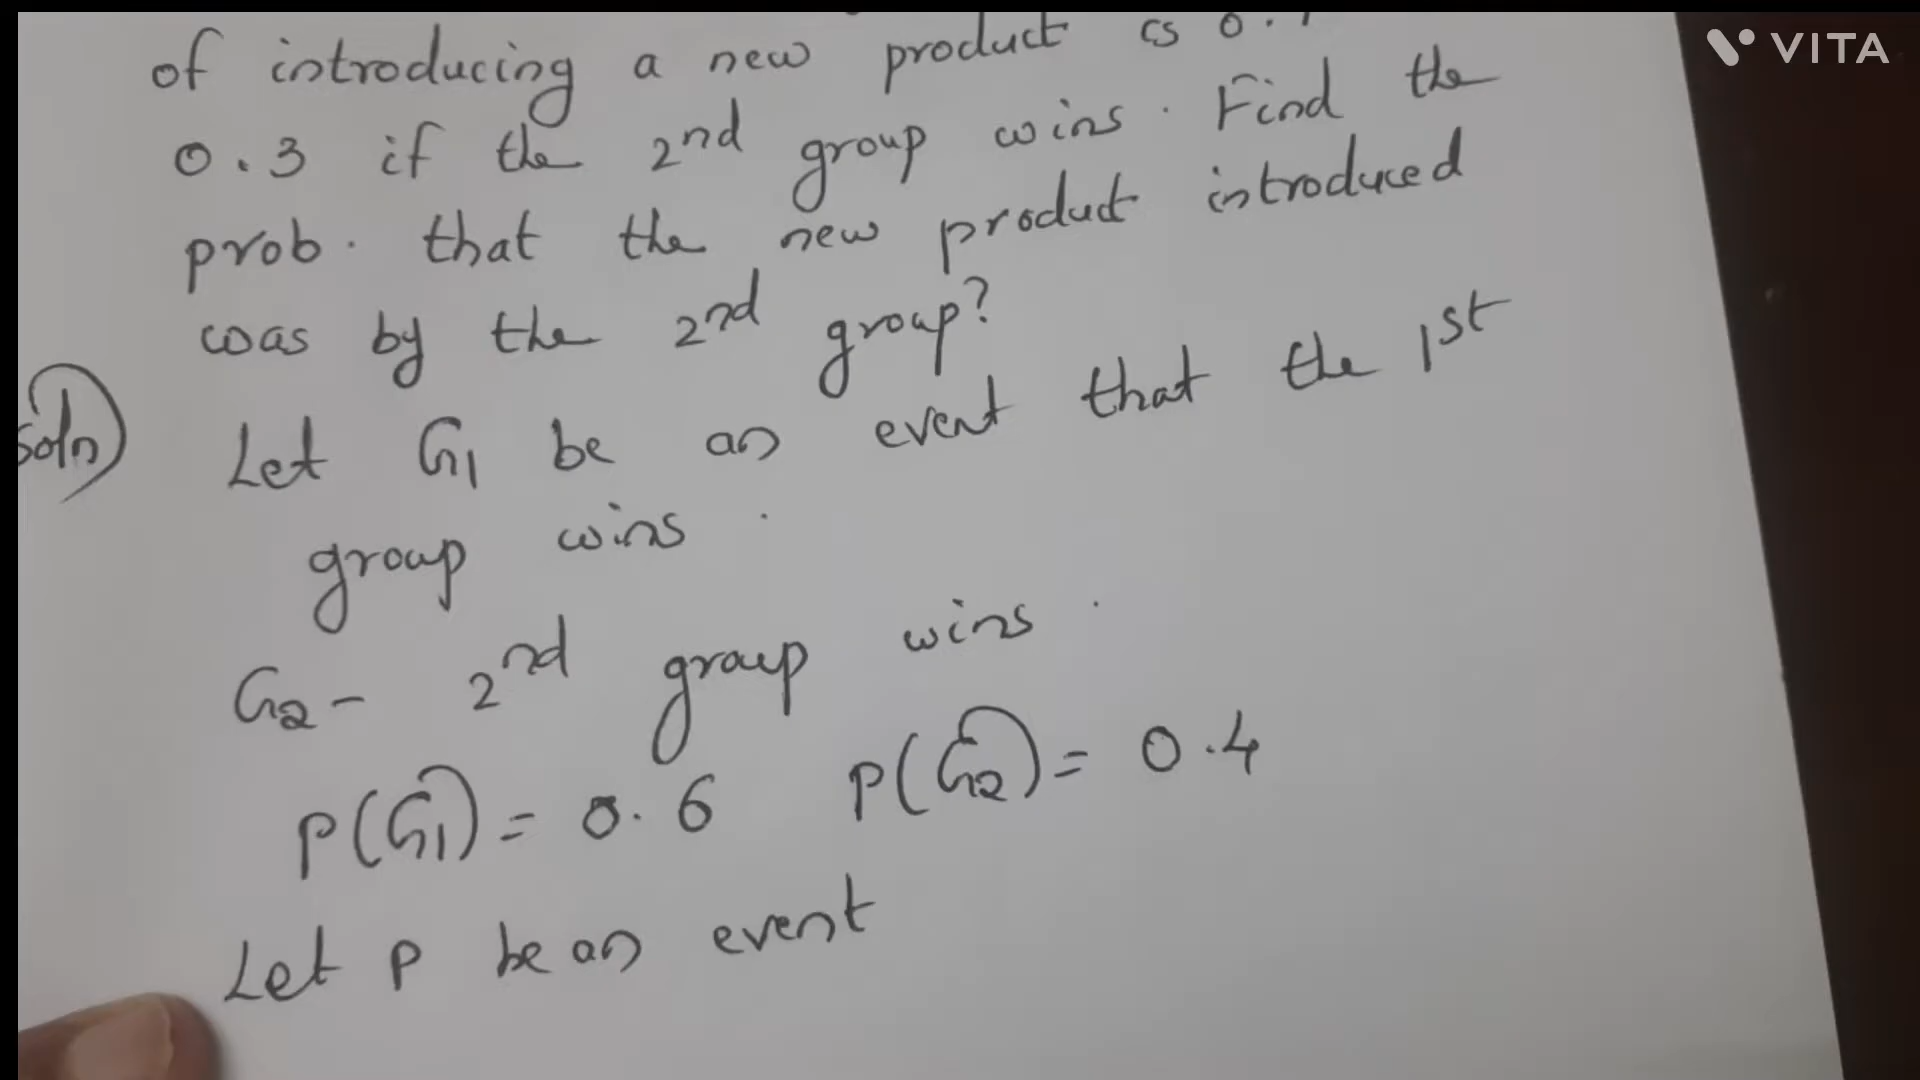 of introducing a new product is 0.
0.3 if the 2nd group wins. Find the
prob. that the new product introduced
was by the 2nd group?
Soln) Let G1 be an event that the 1st
group wins.
G2 - 2nd group wins.
P(G1) = 0.6 P(G2) = 0.4
Let P be an event
VITA